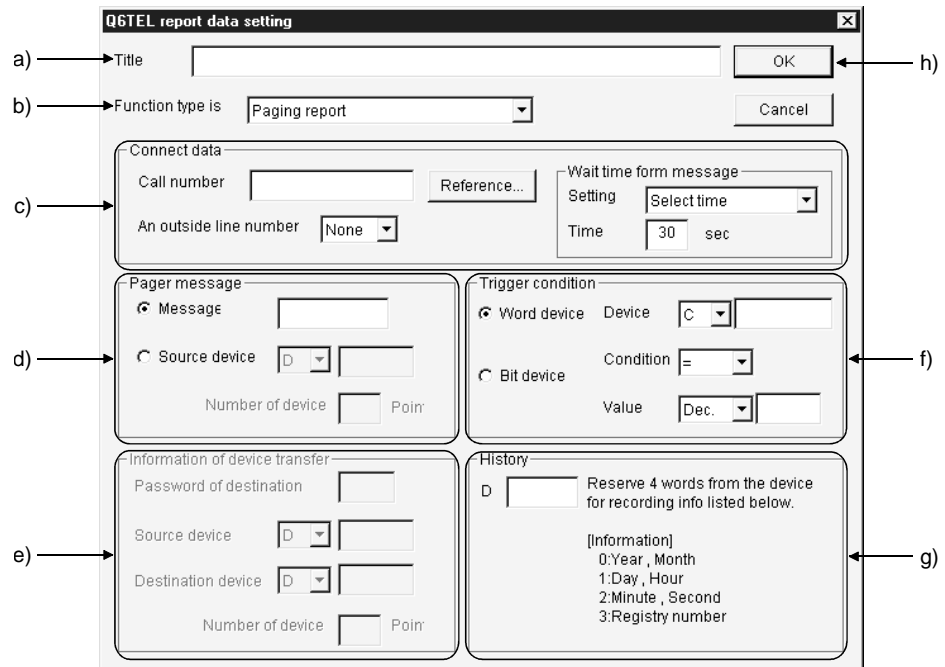 Q6TEL report data setting
a) Title OK h)
b) Function type is Paging report Cancel
c)
Connect data
Call number Reference...
An outside line number None
Wait time form message
Setting Select time
Time 30 sec
d)
Pager message
Message
Source device D
Number of device Poin
Trigger condition
Word device Device C
Bit device
Condition =
Value Dec.
f)
e)
Information of device transfer
Password of destination
Source device D
Destination device D
Number of device Poin
History
D Reserve 4 words from the device
for recording info listed below.
[Information]
0:Year , Month
1:Day , Hour
2:Minute , Second
3:Registry number
g)